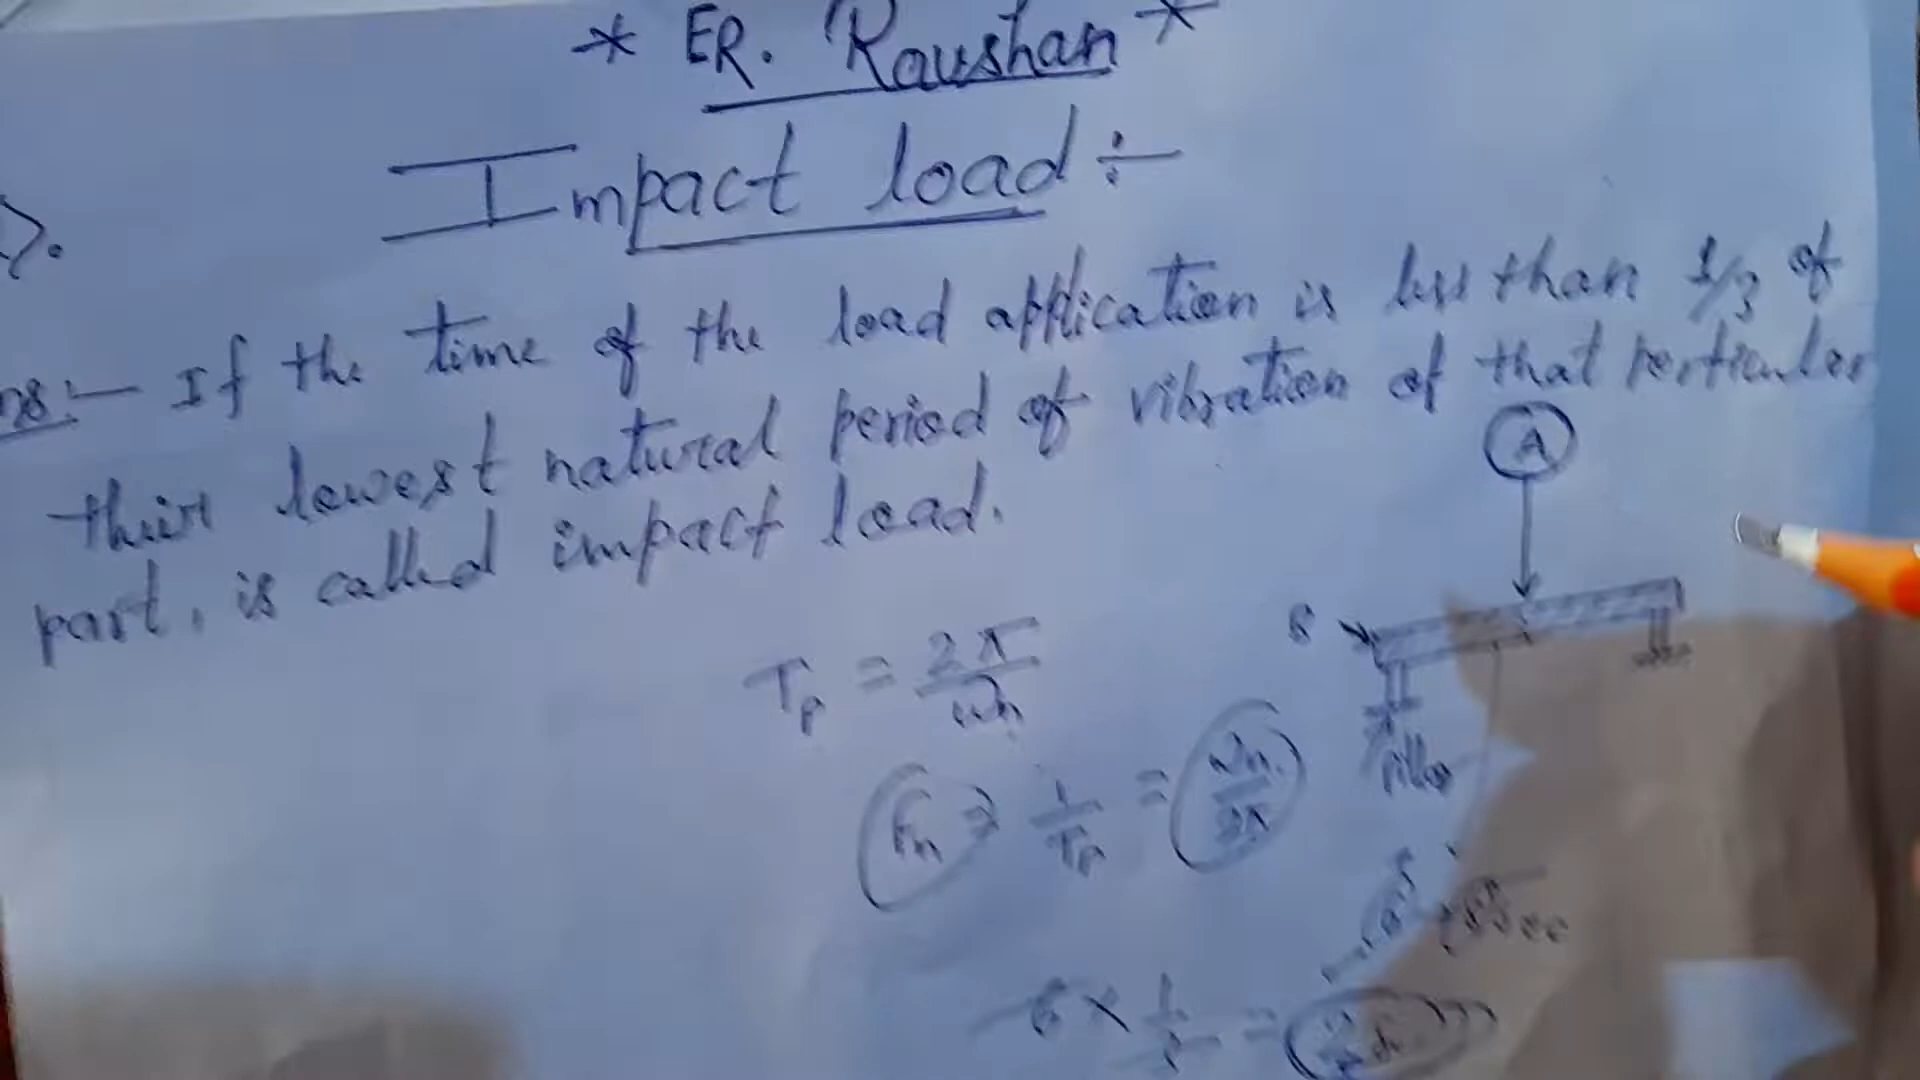 * ER. Raushan *
Impact load :-
If the time of the load application is less than 1/3 of
their lowest natural period of vibration of that perticular
part, is called impact load.
A
Tp = 2π/ωn
Fn => 1/Tp = ωn/2π
6 ×